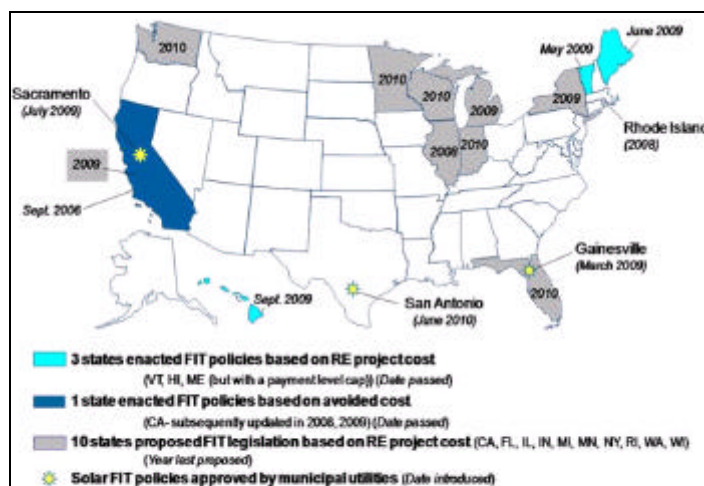 2010
May 2009
June 2009
Sacramento
(July 2009)
2010
2010
2009
2009
2009
2008
2010
Rhode Island
(2008)
Sept. 2006
Gainesville
(March 2009)
2010
Sept. 2009
San Antonio
(June 2010)
3 states enacted FIT policies based on RE project cost
(VT, HI, ME (but with a payment level cap)) (Date passed)
1 state enacted FIT policies based on avoided cost
(CA- subsequently updated in 2008, 2009) (Date passed)
10 states proposed FIT legislation based on RE project cost (CA, FL, IL, IN, MI, MN, NY, RI, WA, WI)
(Year last proposed)
Solar FIT policies approved by municipal utilities (Date introduced)